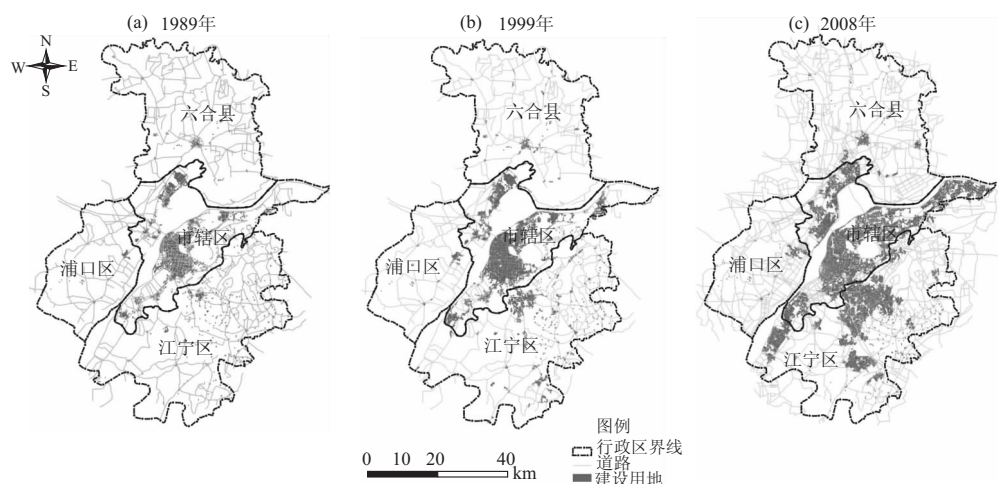 (a) 1989年
(b) 1999年
(c) 2008年
N
W E
S
六合县
六合县
六合县
市辖区
市辖区
市辖区
浦口区
浦口区
浦口区
江宁区
江宁区
江宁区
图例
行政区界线
道路
建设用地
0 10 20 40
km